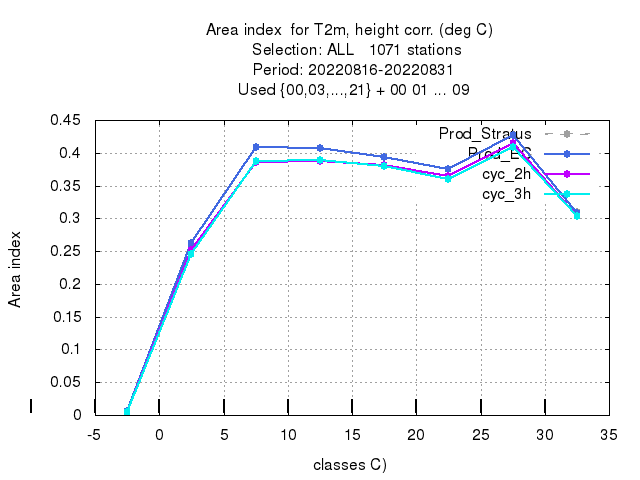 Area index  for T2m, height corr. (deg C)
Selection: ALL   1071 stations
Period: 20220816-20220831
Used {00,03,...,21} + 00 01 ... 09
0.45
0.4
0.35
0.3
0.25
0.2
0.15
0.1
0.05
0
Area index
-5 0 5 10 15 20 25 30 35
classes C)
Prod_Stratus
Prod_EC
cyc_2h
cyc_3h